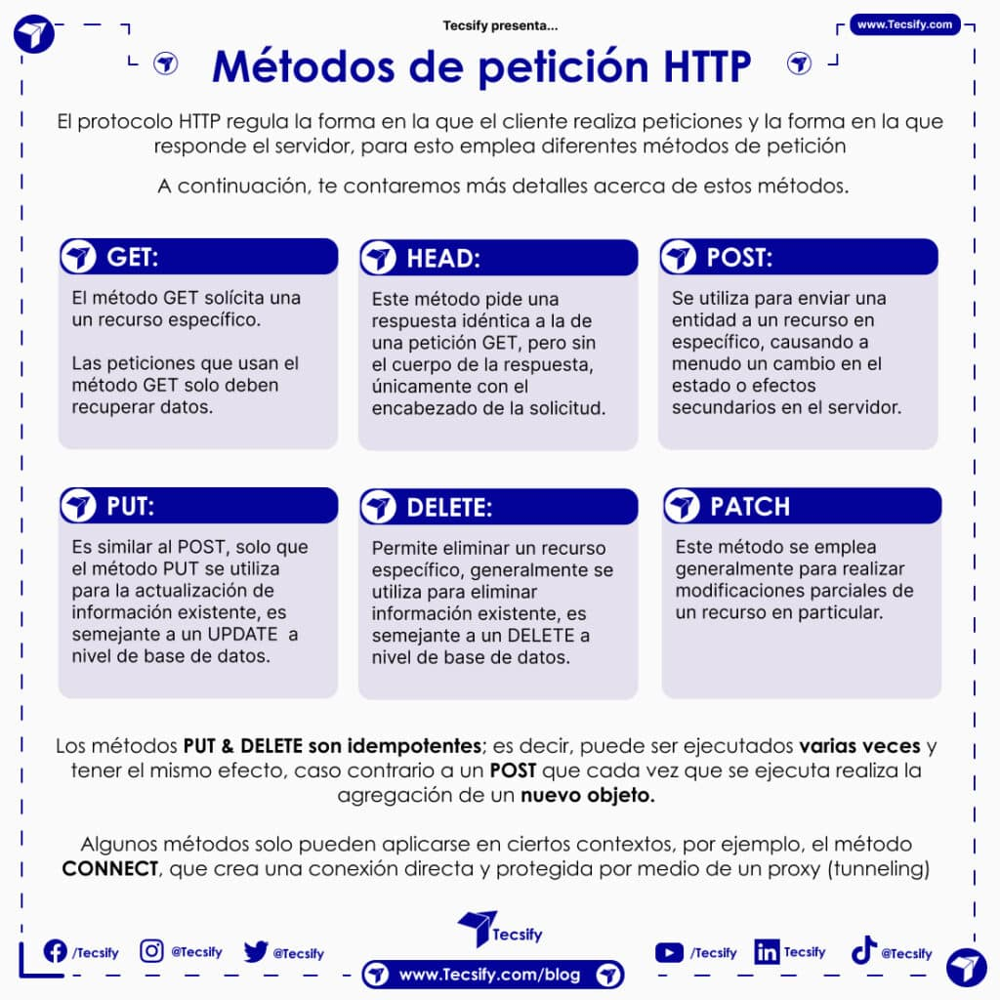 Tecsify presenta...
www.Tecsify.com
Métodos de petición HTTP
El protocolo HTTP regula la forma en la que el cliente realiza peticiones y la forma en la que
responde el servidor, para esto emplea diferentes métodos de petición
A continuación, te contaremos más detalles acerca de estos métodos.
GET:
El método GET solícita una
un recurso específico.
Las peticiones que usan el
método GET solo deben
recuperar datos.
HEAD:
Este método pide una
respuesta idéntica a la de
una petición GET, pero sin
el cuerpo de la respuesta,
únicamente con el
encabezado de la solicitud.
POST:
Se utiliza para enviar una
entidad a un recurso en
específico, causando a
menudo un cambio en el
estado o efectos
secundarios en el servidor.
PUT:
Es similar al POST, solo que
el método PUT se utiliza
para la actualización de
información existente, es
semejante a un UPDATE a
nivel de base de datos.
DELETE:
Permite eliminar un recurso
específico, generalmente se
utiliza para eliminar
información existente, es
semejante a un DELETE a
nivel de base de datos.
PATCH
Este método se emplea
generalmente para realizar
modificaciones parciales de
un recurso en particular.
Los métodos PUT & DELETE son idempotentes; es decir, puede ser ejecutados varias veces y
tener el mismo efecto, caso contrario a un POST que cada vez que se ejecuta realiza la
agregación de un nuevo objeto.
Algunos métodos solo pueden aplicarse en ciertos contextos, por ejemplo, el método
CONNECT, que crea una conexión directa y protegida por medio de un proxy (tunneling)
/Tecsify
@Tecsify
@Tecsify
Tecsify
www.Tecsify.com/blog
/Tecsify
in Tecsify
@Tecsify